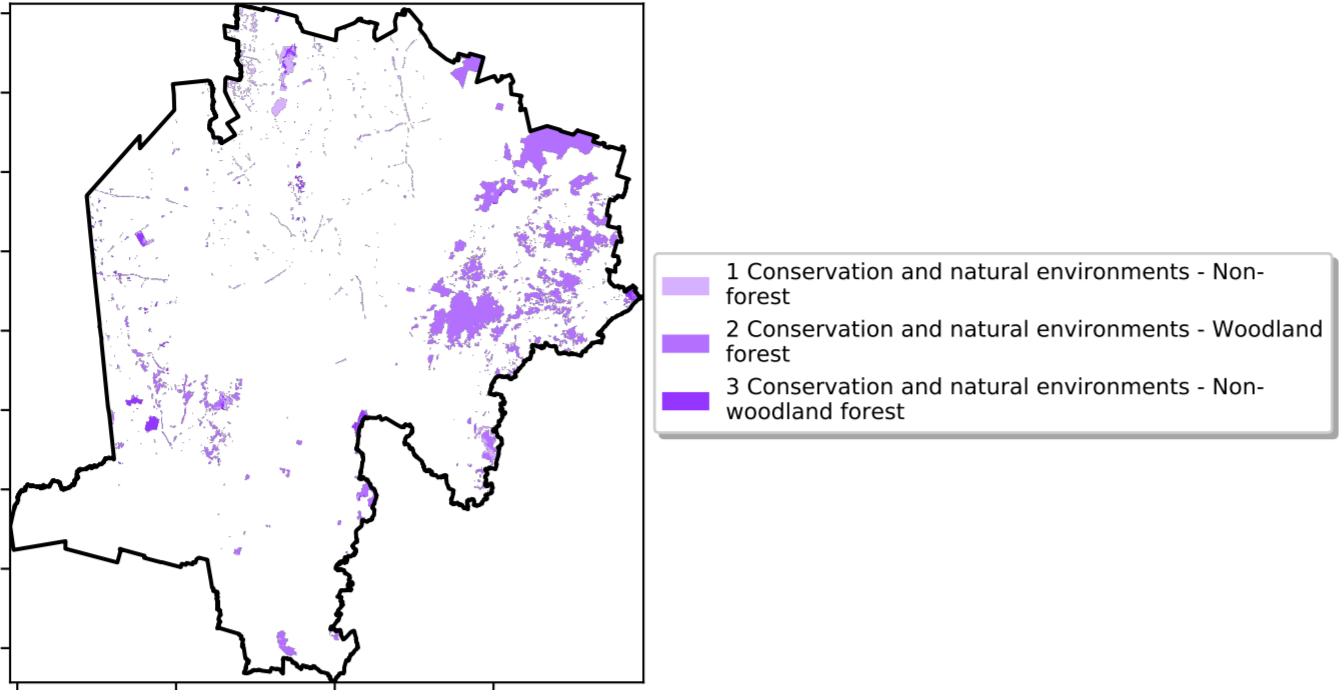 1 Conservation and natural environments - Non-
forest
2 Conservation and natural environments - Woodland
forest
3 Conservation and natural environments - Non-
woodland forest